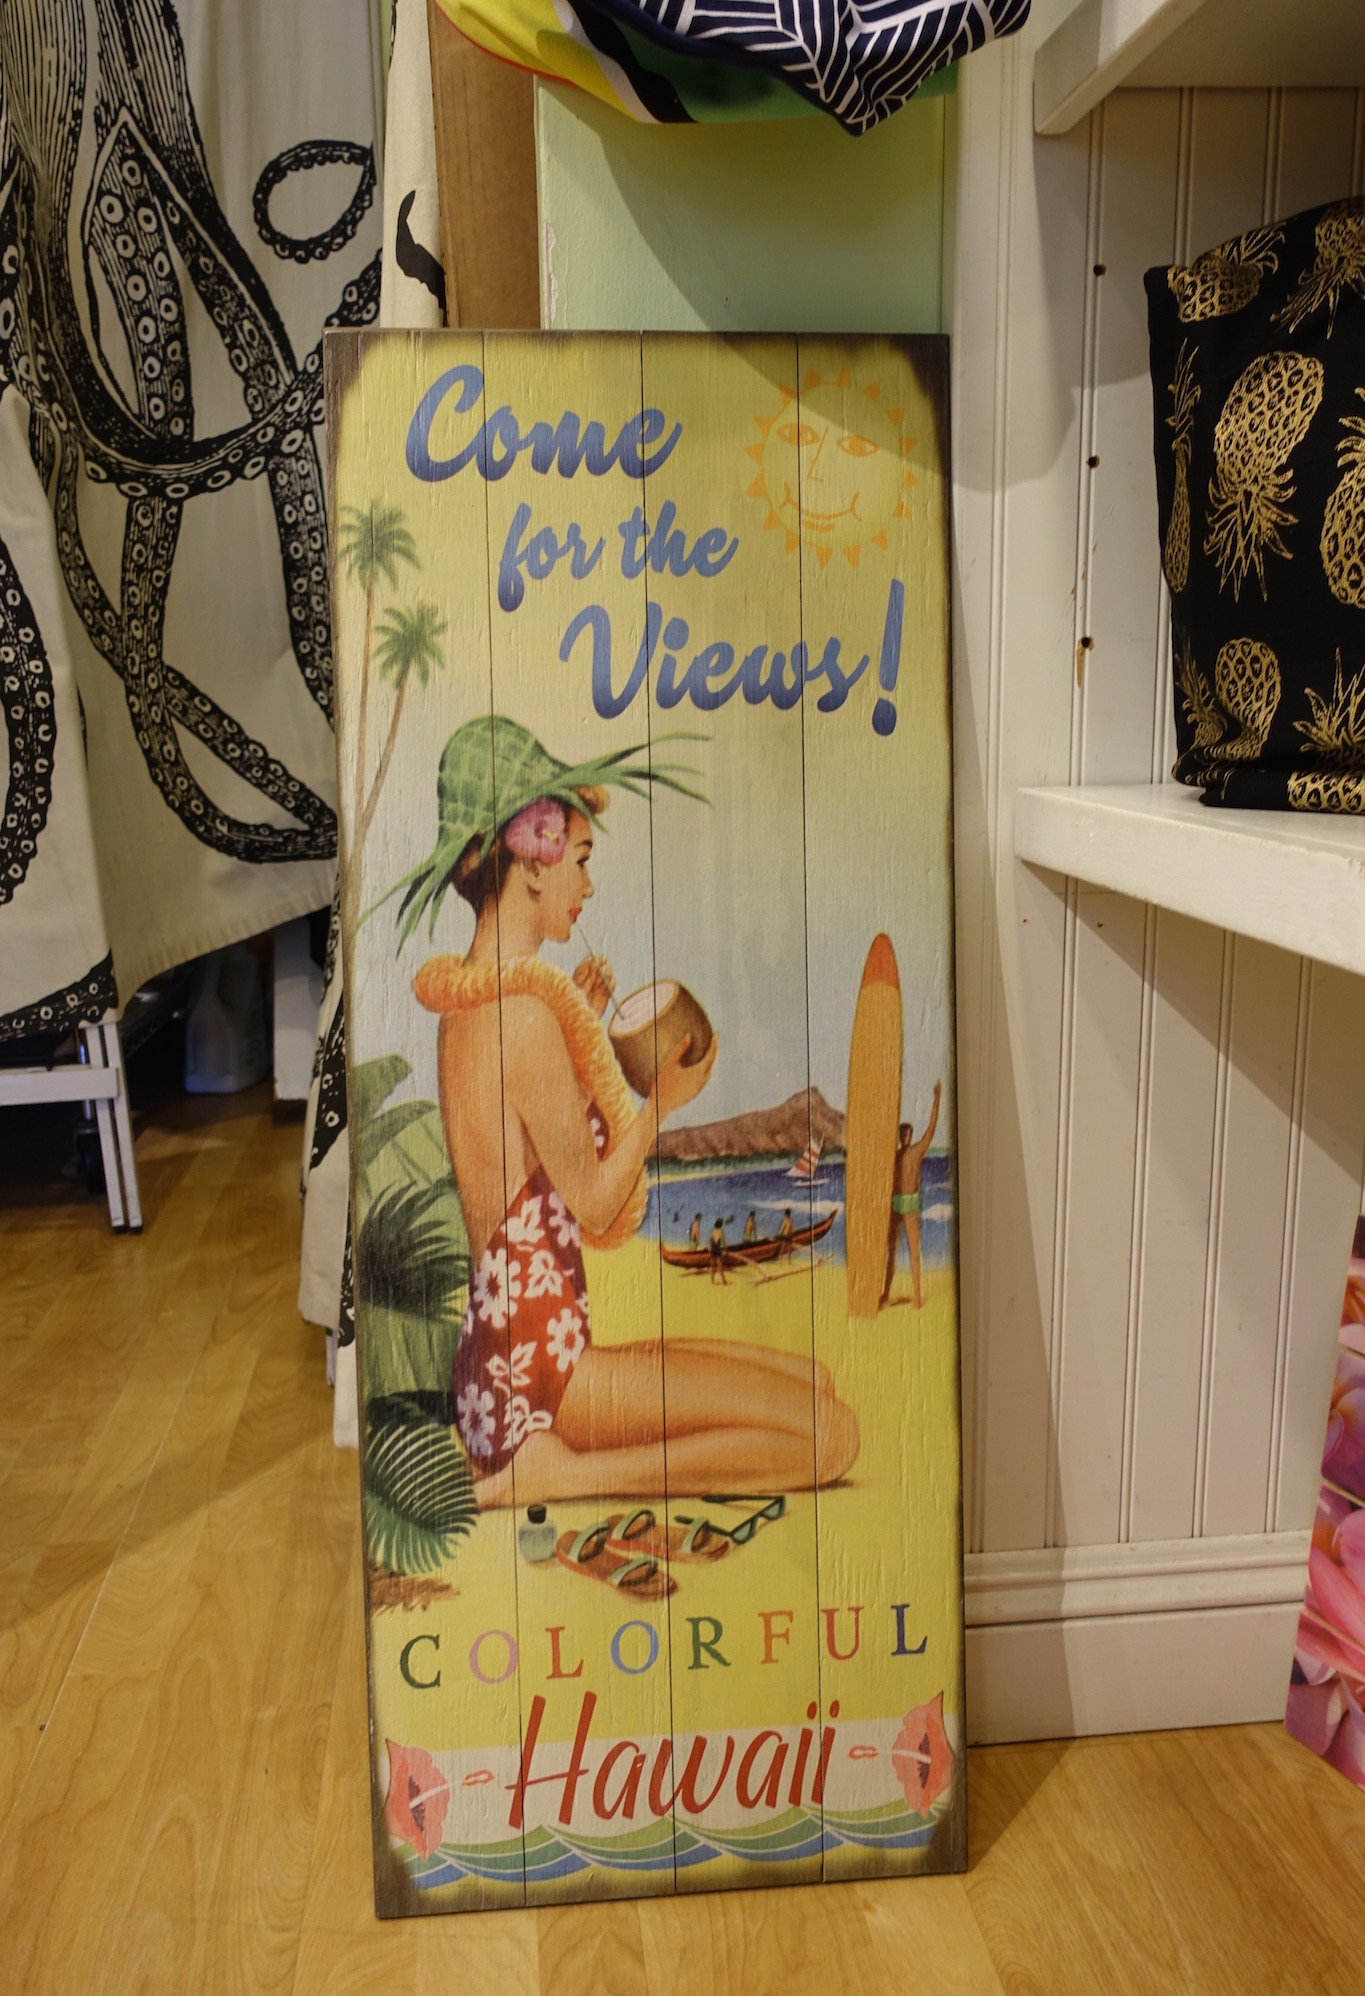 Come
for the
Views!
COLORFUL
- Hawaii -